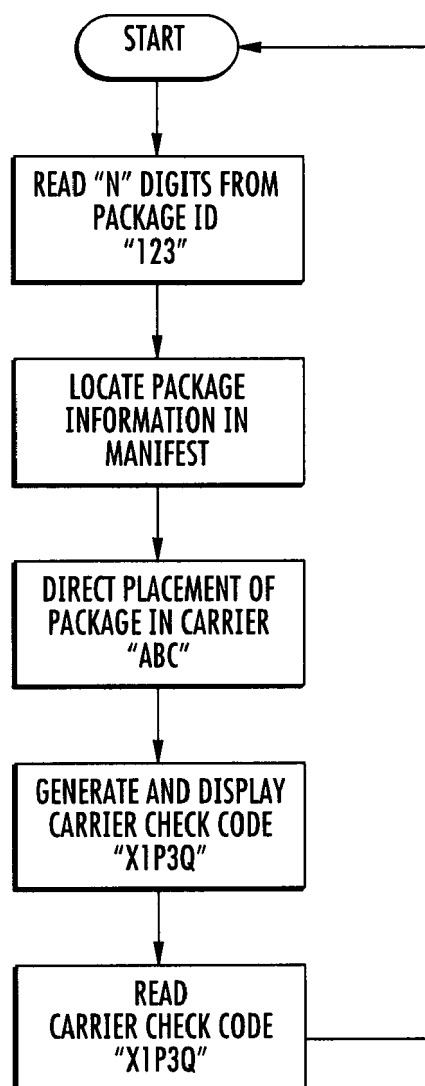 START
READ “N” DIGITS FROM
PACKAGE ID
“123”
LOCATE PACKAGE
INFORMATION IN
MANIFEST
DIRECT PLACEMENT OF
PACKAGE IN CARRIER
“ABC”
GENERATE AND DISPLAY
CARRIER CHECK CODE
“X1P3Q”
READ
CARRIER CHECK CODE
“X1P3Q”